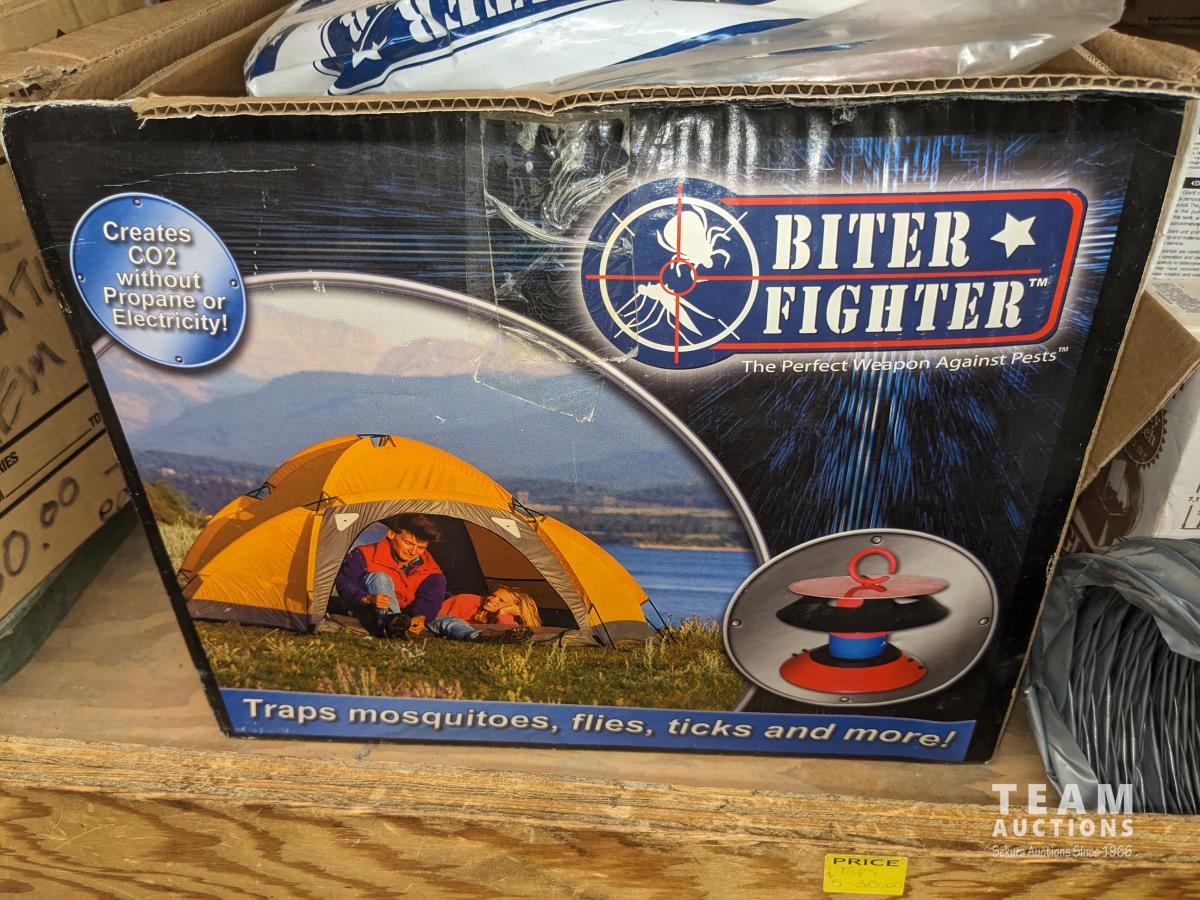 Creates
CO2
without
Propane or
Electricity!
BITER
FIGHTER™
The Perfect Weapon Against Pests™
Traps mosquitoes, flies, ticks and more!
TEAM
AUCTIONS
Sekura Auctions Since 1966
PRICE